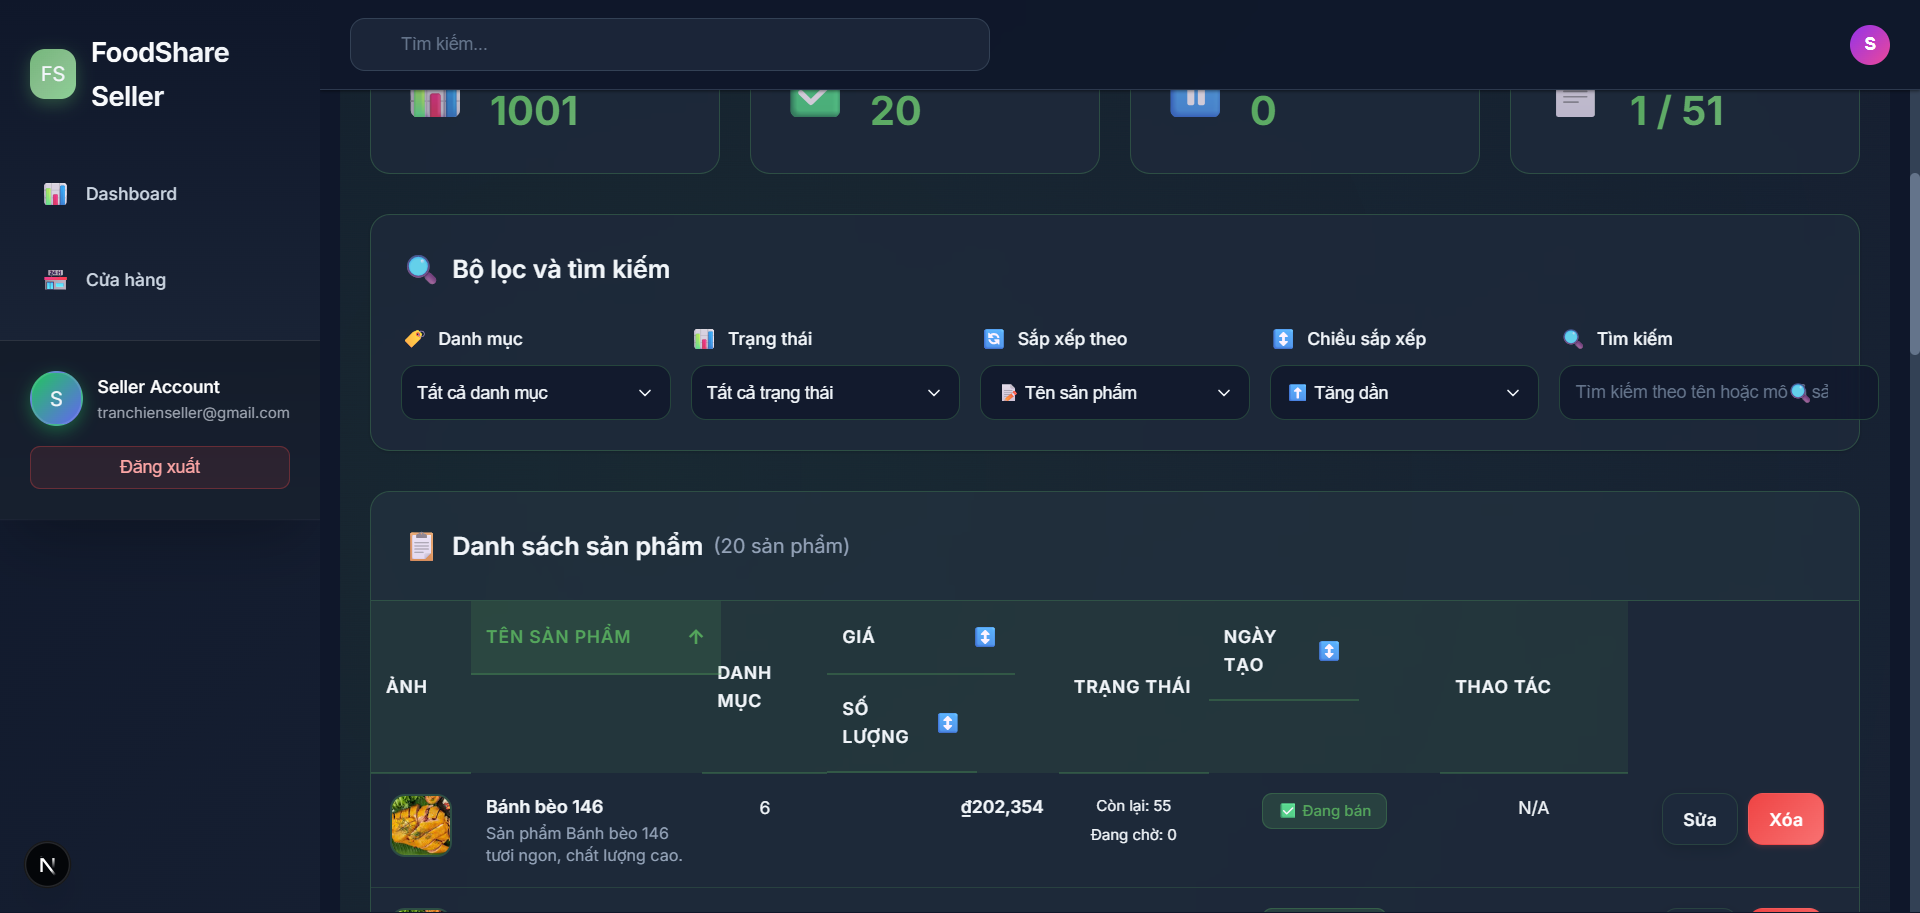 FS
FoodShare
Seller
Tìm kiếm...
S
Dashboard
Cửa hàng
S
Seller Account
tranchienseller@gmail.com
Đăng xuất
N
1001
20
0
1 / 51
Bộ lọc và tìm kiếm
Danh mục
Trạng thái
Sắp xếp theo
Chiều sắp xếp
Tìm kiếm
Tất cả danh mục
Tất cả trạng thái
Tên sản phẩm
Tăng dần
Tìm kiếm theo tên hoặc mô sả
Danh sách sản phẩm (20 sản phẩm)
ẢNH
TÊN SẢN PHẨM
DANH
MỤC
GIÁ
SỐ
LƯỢNG
TRẠNG THÁI
NGÀY
TẠO
THAO TÁC
Bánh bèo 146
Sản phẩm Bánh bèo 146
tươi ngon, chất lượng cao.
6
₫202,354
Còn lại: 55
Đang chờ: 0
Đang bán
N/A
Sửa
Xóa